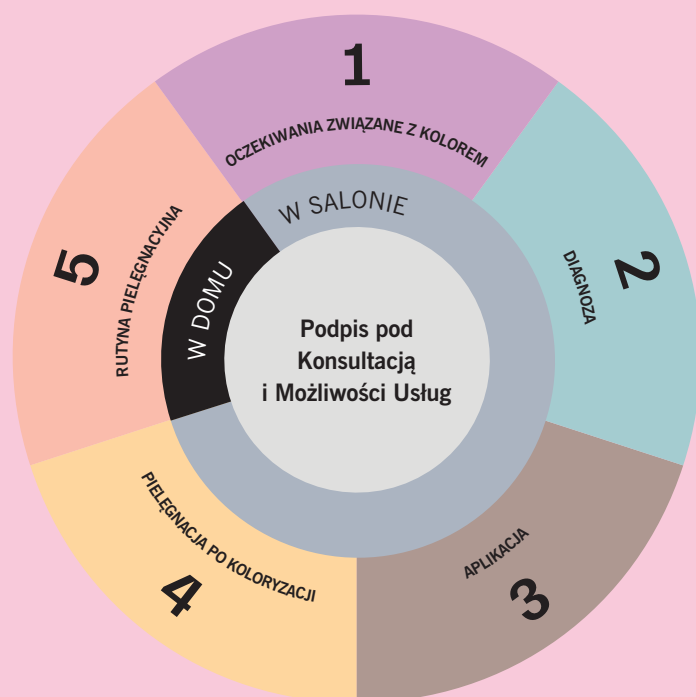 1
OCZEKIWANIA ZWIĄZANE Z KOLOREM
2
DIAGNOZA
3
APLIKACJA
4
PIELĘGNACJA PO KOLORYZACJI
5
RUTYNA PIELĘGNACYJNA
W SALONIE
W DOMU
Podpis pod
Konsultacją
i Możliwości Usług